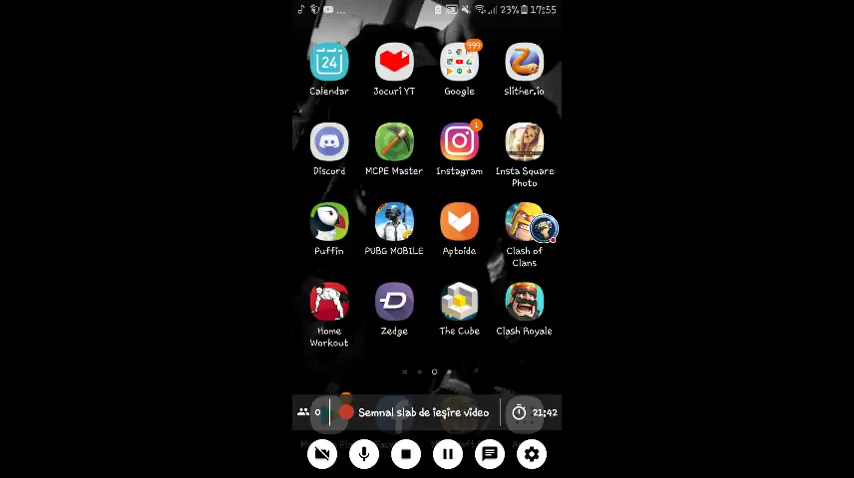 ... 23% 17:55
24 999
Calendar Jocuri YT Google slither.io
1
Discord MCPE Master Instagram Insta Square
Photo
Puffin PUBG MOBILE Aptoide Clash of
Clans
Home
Workout Zedge The Cube Clash Royale
0 Semnal slab de ieșire video 21:42